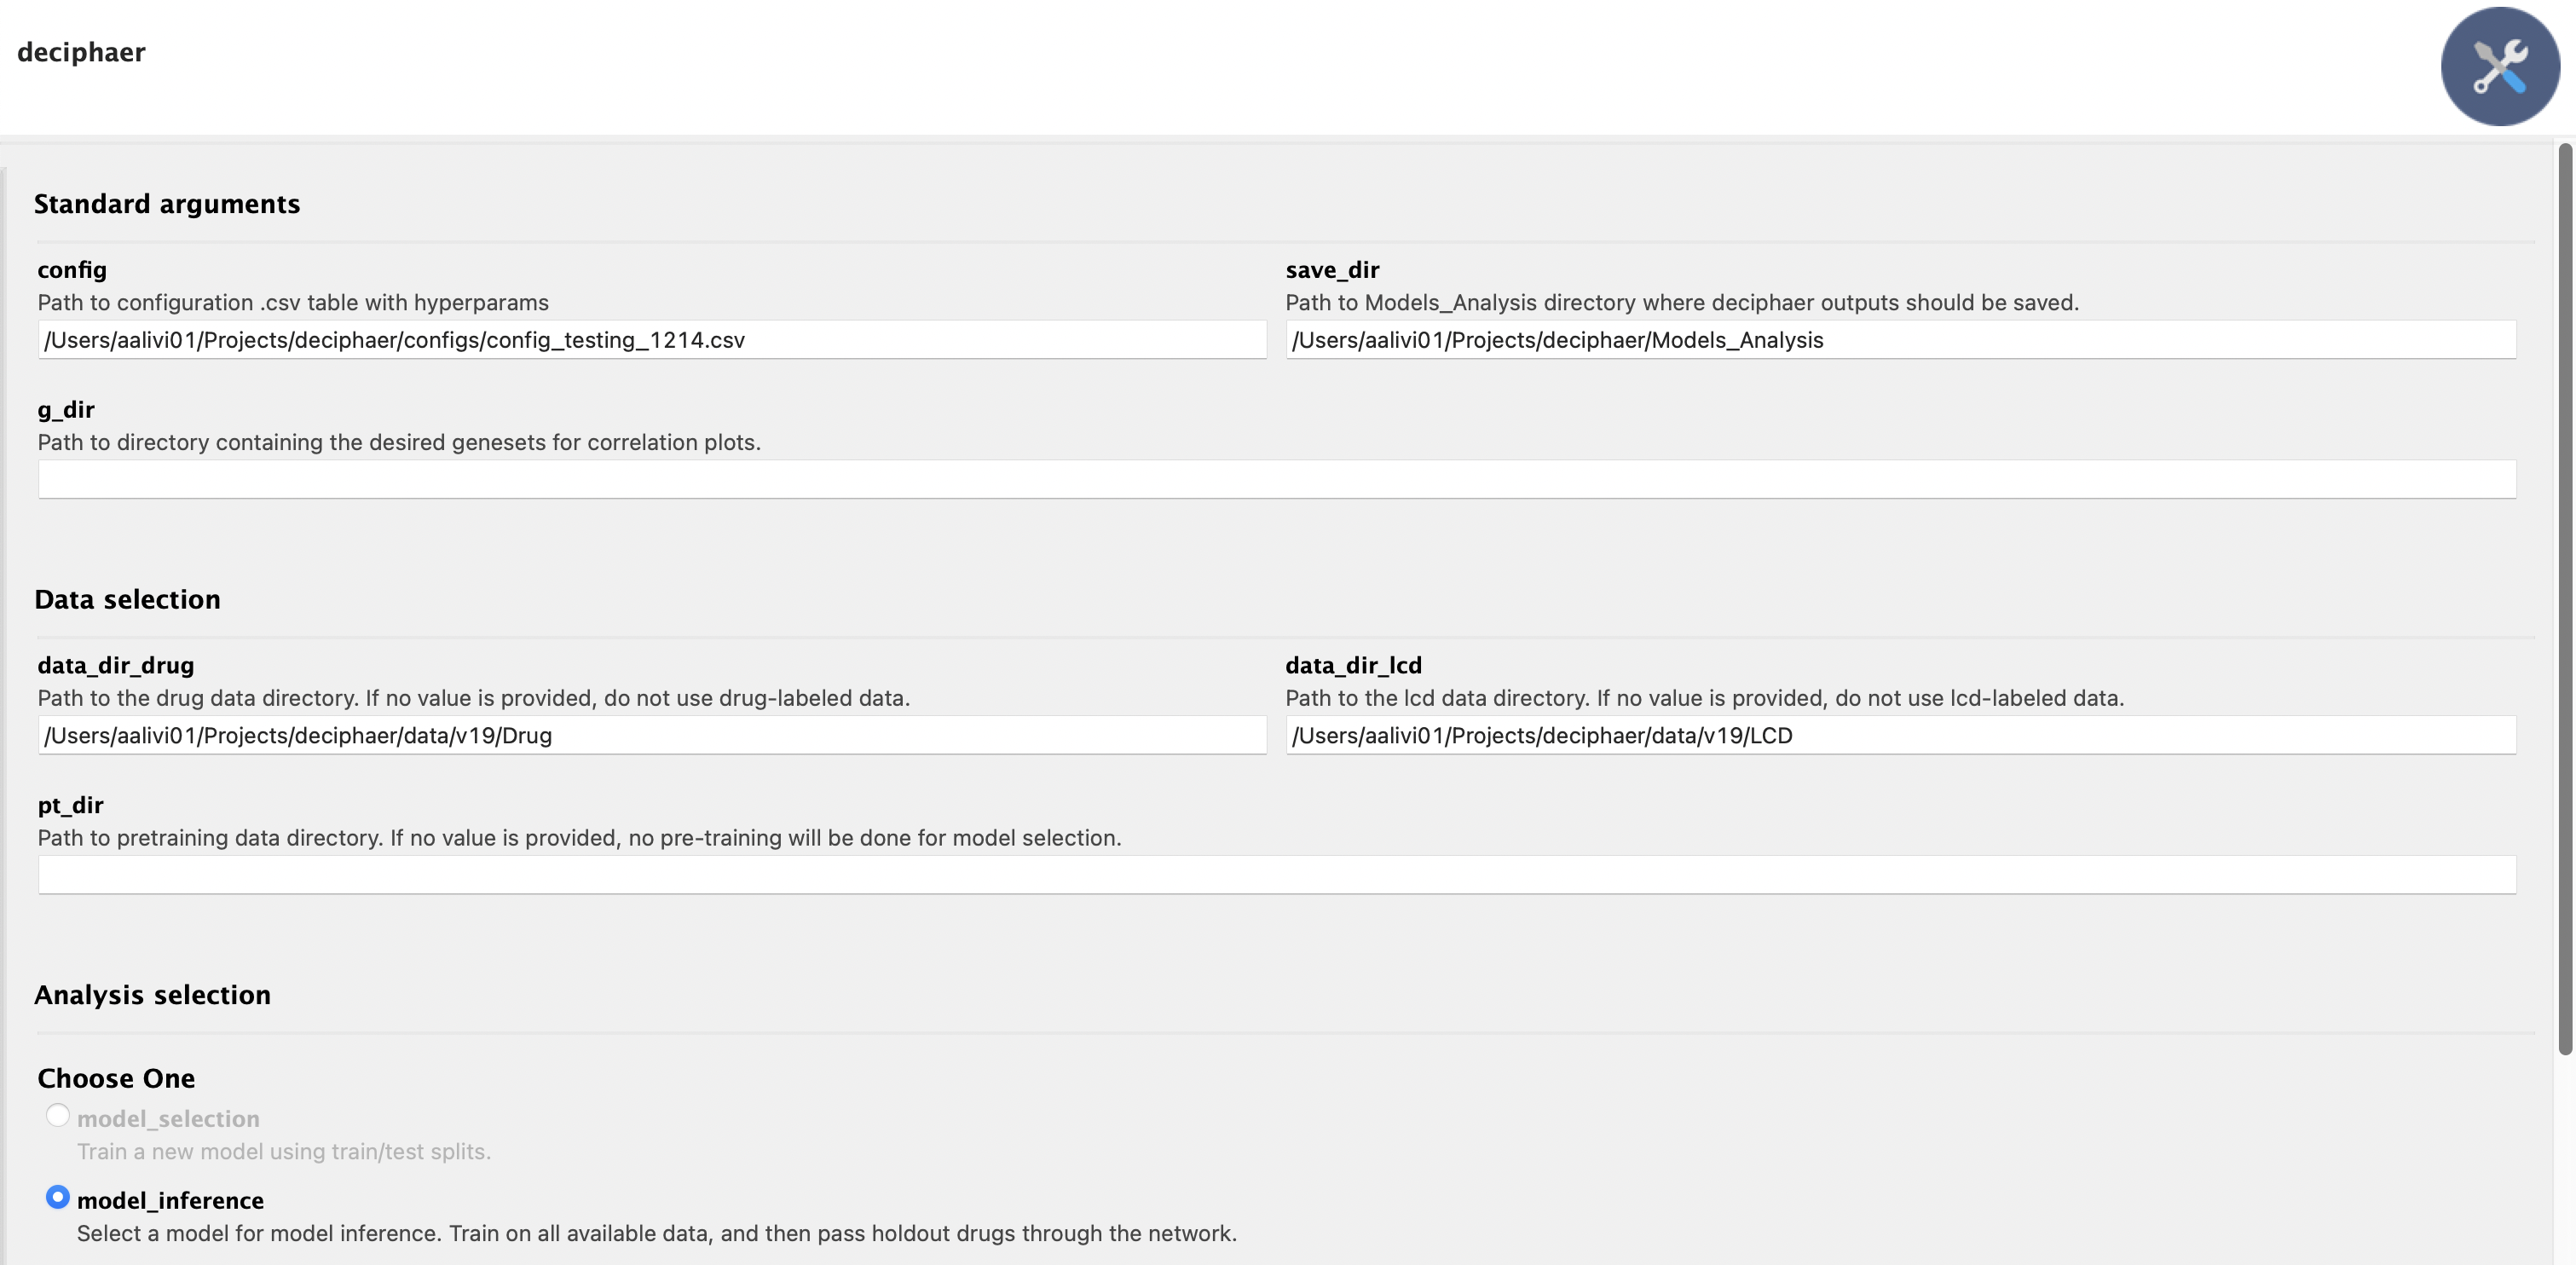 deciphaer
Standard arguments
config
Path to configuration .csv table with hyperparams
/Users/aalivi01/Projects/deciphaer/configs/config_testing_1214.csv
save_dir
Path to Models_Analysis directory where deciphaer outputs should be saved.
/Users/aalivi01/Projects/deciphaer/Models_Analysis
g_dir
Path to directory containing the desired genesets for correlation plots.
Data selection
data_dir_drug
Path to the drug data directory. If no value is provided, do not use drug-labeled data.
/Users/aalivi01/Projects/deciphaer/data/v19/Drug
data_dir_lcd
Path to the lcd data directory. If no value is provided, do not use lcd-labeled data.
/Users/aalivi01/Projects/deciphaer/data/v19/LCD
pt_dir
Path to pretraining data directory. If no value is provided, no pre-training will be done for model selection.
Analysis selection
Choose One
model_selection
Train a new model using train/test splits.
model_inference
Select a model for model inference. Train on all available data, and then pass holdout drugs through the network.